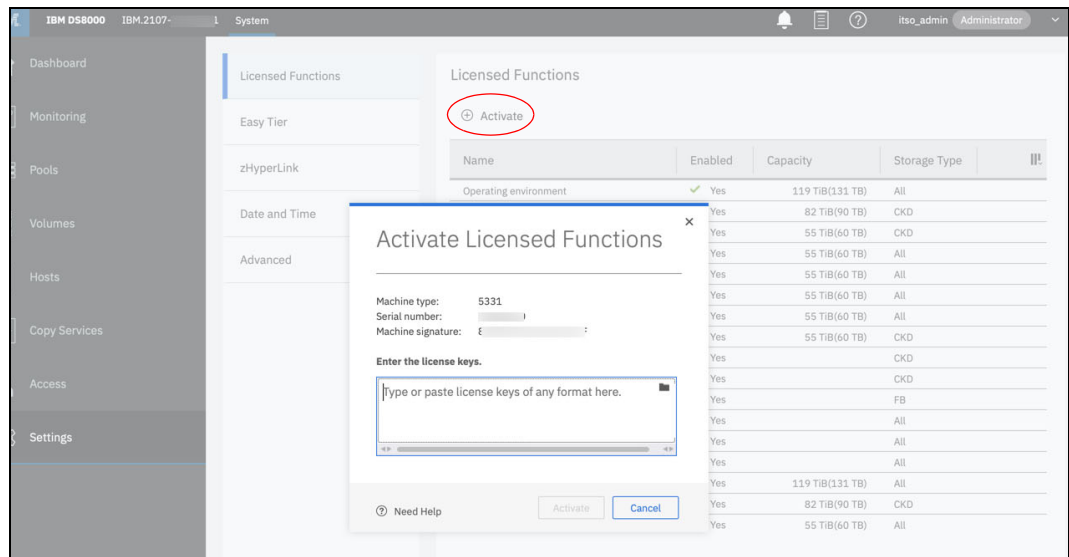 IBM DS8000 IBM.2107- 1 System itso_admin Administrator
Dashboard
Monitoring
Pools
Volumes
Hosts
Copy Services
Access
Settings
Licensed Functions
Easy Tier
zHyperLink
Date and Time
Advanced
Licensed Functions
Activate
Name Enabled Capacity Storage Type
Operating environment Yes 119 TiB(131 TB) All
Yes 82 TiB(90 TB) CKD
Yes 55 TiB(60 TB) CKD
Yes 55 TiB(60 TB) All
Yes 55 TiB(60 TB) All
Yes 55 TiB(60 TB) All
Yes 55 TiB(60 TB) All
Yes 55 TiB(60 TB) CKD
Yes CKD
Yes CKD
Yes FB
Yes All
Yes All
Yes All
Yes 119 TiB(131 TB) All
Yes 82 TiB(90 TB) CKD
Yes 55 TiB(60 TB) All
Activate Licensed Functions
Machine type: 5331
Serial number:
Machine signature:
Enter the license keys.
Type or paste license keys of any format here.
Need Help Activate Cancel